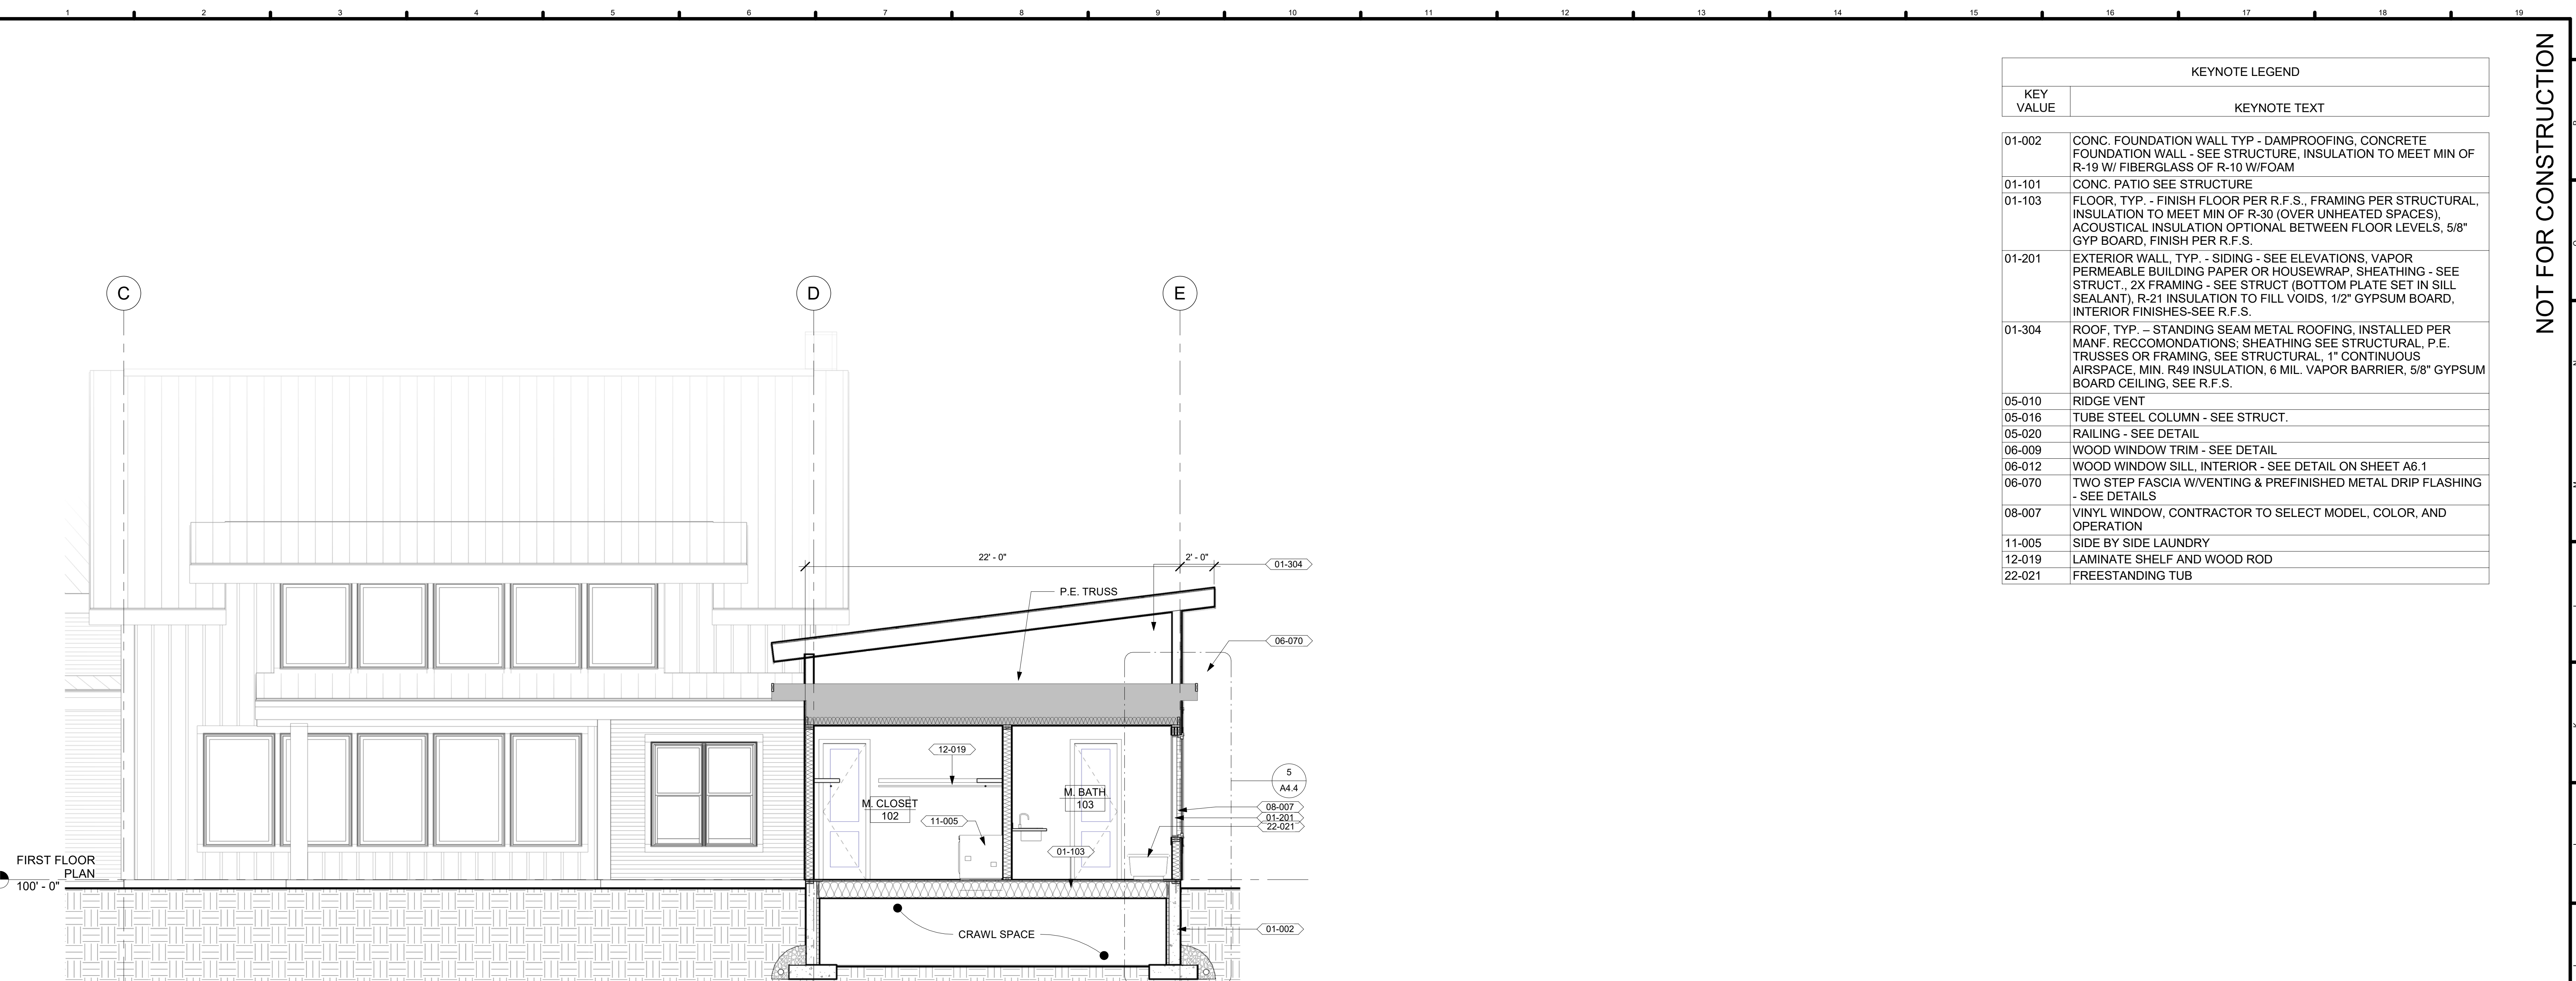 1 2 3 4 5 6 7 8 9 10 11 12 13 14 15 16 17 18 19
NOT FOR CONSTRUCTION
KEYNOTE LEGEND
KEY
VALUE
KEYNOTE TEXT
01-002
CONC. FOUNDATION WALL TYP - DAMPROOFING, CONCRETE
FOUNDATION WALL - SEE STRUCTURE, INSULATION TO MEET MIN OF
R-19 W/ FIBERGLASS OF R-10 W/FOAM
01-101
CONC. PATIO SEE STRUCTURE
01-103
FLOOR, TYP. - FINISH FLOOR PER R.F.S., FRAMING PER STRUCTURAL,
INSULATION TO MEET MIN OF R-30 (OVER UNHEATED SPACES),
ACOUSTICAL INSULATION OPTIONAL BETWEEN FLOOR LEVELS, 5/8"
GYP BOARD, FINISH PER R.F.S.
01-201
EXTERIOR WALL, TYP. - SIDING - SEE ELEVATIONS, VAPOR
PERMEABLE BUILDING PAPER OR HOUSEWRAP, SHEATHING - SEE
STRUCT., 2X FRAMING - SEE STRUCT (BOTTOM PLATE SET IN SILL
SEALANT), R-21 INSULATION TO FILL VOIDS, 1/2" GYPSUM BOARD,
INTERIOR FINISHES-SEE R.F.S.
01-304
ROOF, TYP. – STANDING SEAM METAL ROOFING, INSTALLED PER
MANF. RECCOMONDATIONS; SHEATHING SEE STRUCTURAL, P.E.
TRUSSES OR FRAMING, SEE STRUCTURAL, 1" CONTINUOUS
AIRSPACE, MIN. R49 INSULATION, 6 MIL. VAPOR BARRIER, 5/8" GYPSUM
BOARD CEILING, SEE R.F.S.
05-010
RIDGE VENT
05-016
TUBE STEEL COLUMN - SEE STRUCT.
05-020
RAILING - SEE DETAIL
06-009
WOOD WINDOW TRIM - SEE DETAIL
06-012
WOOD WINDOW SILL, INTERIOR - SEE DETAIL ON SHEET A6.1
06-070
TWO STEP FASCIA W/VENTING & PREFINISHED METAL DRIP FLASHING
- SEE DETAILS
08-007
VINYL WINDOW, CONTRACTOR TO SELECT MODEL, COLOR, AND
OPERATION
11-005
SIDE BY SIDE LAUNDRY
12-019
LAMINATE SHELF AND WOOD ROD
22-021
FREESTANDING TUB
C
D
E
22' - 0"
2' - 0"
01-304
P.E. TRUSS
06-070
12-019
5
A4.4
M. CLOSET
102
M. BATH
103
08-007
01-201
22-021
11-005
01-103
FIRST FLOOR
PLAN
100' - 0"
CRAWL SPACE
01-002